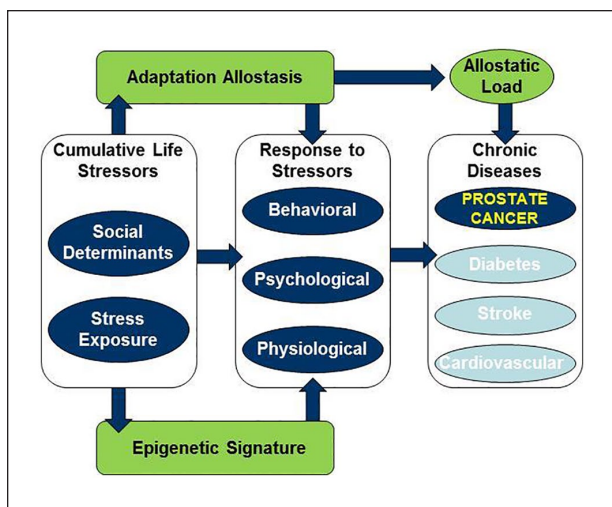 Adaptation Allostasis
Allostatic
Load
Cumulative Life
Stressors
Social
Determinants
Stress
Exposure
Response to
Stressors
Behavioral
Psychological
Physiological
Chronic
Diseases
PROSTATE
CANCER
Diabetes
Stroke
Cardiovascular
Epigenetic Signature